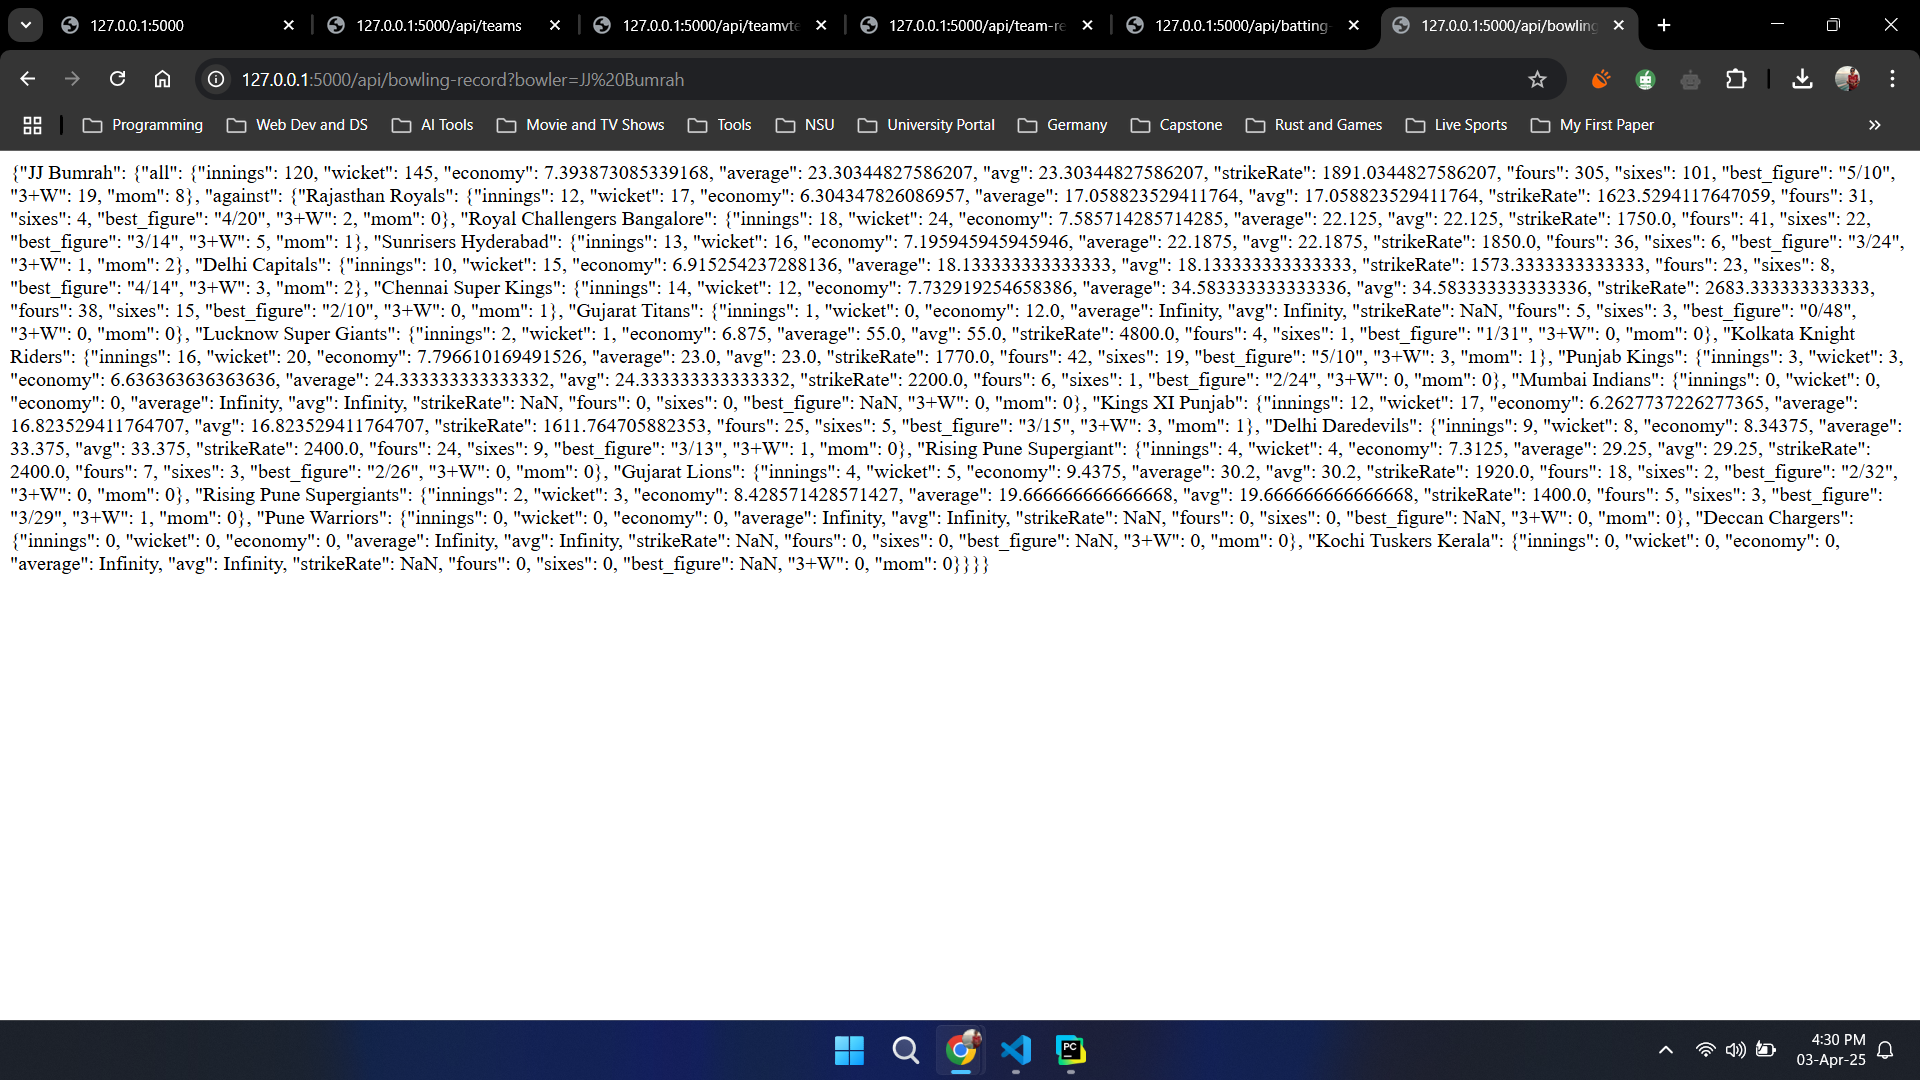 127.0.0.1:5000
127.0.0.1:5000/api/teams
127.0.0.1:5000/api/teamvte
127.0.0.1:5000/api/team-re
127.0.0.1:5000/api/batting-
127.0.0.1:5000/api/bowling
127.0.0.1:5000/api/bowling-record?bowler=JJ%20Bumrah
Programming
Web Dev and DS
AI Tools
Movie and TV Shows
Tools
NSU
University Portal
Germany
Capstone
Rust and Games
Live Sports
My First Paper
{"JJ Bumrah": {"all": {"innings": 120, "wicket": 145, "economy": 7.393873085339168, "average": 23.30344827586207, "avg": 23.30344827586207, "strikeRate": 1891.0344827586207, "fours": 305, "sixes": 101, "best_figure": "5/10",
"3+W": 19, "mom": 8}, "against": {"Rajasthan Royals": {"innings": 12, "wicket": 17, "economy": 6.304347826086957, "average": 17.058823529411764, "avg": 17.058823529411764, "strikeRate": 1623.5294117647059, "fours": 31,
"sixes": 4, "best_figure": "4/20", "3+W": 2, "mom": 0}, "Royal Challengers Bangalore": {"innings": 18, "wicket": 24, "economy": 7.585714285714285, "average": 22.125, "avg": 22.125, "strikeRate": 1750.0, "fours": 41, "sixes": 22,
"best_figure": "3/14", "3+W": 5, "mom": 1}, "Sunrisers Hyderabad": {"innings": 13, "wicket": 16, "economy": 7.195945945945946, "average": 22.1875, "avg": 22.1875, "strikeRate": 1850.0, "fours": 36, "sixes": 6, "best_figure": "3/24",
"3+W": 1, "mom": 2}, "Delhi Capitals": {"innings": 10, "wicket": 15, "economy": 6.915254237288136, "average": 18.133333333333333, "avg": 18.133333333333333, "strikeRate": 1573.3333333333333, "fours": 23, "sixes": 8,
"best_figure": "4/14", "3+W": 3, "mom": 2}, "Chennai Super Kings": {"innings": 14, "wicket": 12, "economy": 7.732919254658386, "average": 34.583333333333336, "avg": 34.583333333333336, "strikeRate": 2683.333333333333,
"fours": 38, "sixes": 15, "best_figure": "2/10", "3+W": 0, "mom": 1}, "Gujarat Titans": {"innings": 1, "wicket": 0, "economy": 12.0, "average": Infinity, "avg": Infinity, "strikeRate": NaN, "fours": 5, "sixes": 3, "best_figure": "0/48",
"3+W": 0, "mom": 0}, "Lucknow Super Giants": {"innings": 2, "wicket": 1, "economy": 6.875, "average": 55.0, "avg": 55.0, "strikeRate": 4800.0, "fours": 4, "sixes": 1, "best_figure": "1/31", "3+W": 0, "mom": 0}, "Kolkata Knight
Riders": {"innings": 16, "wicket": 20, "economy": 7.796610169491526, "average": 23.0, "avg": 23.0, "strikeRate": 1770.0, "fours": 42, "sixes": 19, "best_figure": "5/10", "3+W": 3, "mom": 1}, "Punjab Kings": {"innings": 3, "wicket": 3,
"economy": 6.636363636363636, "average": 24.333333333333332, "avg": 24.333333333333332, "strikeRate": 2200.0, "fours": 6, "sixes": 1, "best_figure": "2/24", "3+W": 0, "mom": 0}, "Mumbai Indians": {"innings": 0, "wicket": 0,
"economy": 0, "average": Infinity, "avg": Infinity, "strikeRate": NaN, "fours": 0, "sixes": 0, "best_figure": NaN, "3+W": 0, "mom": 0}, "Kings XI Punjab": {"innings": 12, "wicket": 17, "economy": 6.2627737226277365, "average":
16.823529411764707, "avg": 16.823529411764707, "strikeRate": 1611.764705882353, "fours": 25, "sixes": 5, "best_figure": "3/15", "3+W": 3, "mom": 1}, "Delhi Daredevils": {"innings": 9, "wicket": 8, "economy": 8.34375, "average":
33.375, "avg": 33.375, "strikeRate": 2400.0, "fours": 24, "sixes": 9, "best_figure": "3/13", "3+W": 1, "mom": 0}, "Rising Pune Supergiant": {"innings": 4, "wicket": 4, "economy": 7.3125, "average": 29.25, "avg": 29.25, "strikeRate":
2400.0, "fours": 7, "sixes": 3, "best_figure": "2/26", "3+W": 0, "mom": 0}, "Gujarat Lions": {"innings": 4, "wicket": 5, "economy": 9.4375, "average": 30.2, "avg": 30.2, "strikeRate": 1920.0, "fours": 18, "sixes": 2, "best_figure": "2/32",
"3+W": 0, "mom": 0}, "Rising Pune Supergiants": {"innings": 2, "wicket": 3, "economy": 8.428571428571427, "average": 19.666666666666668, "avg": 19.666666666666668, "strikeRate": 1400.0, "fours": 5, "sixes": 3, "best_figure":
"3/29", "3+W": 1, "mom": 0}, "Pune Warriors": {"innings": 0, "wicket": 0, "economy": 0, "average": Infinity, "avg": Infinity, "strikeRate": NaN, "fours": 0, "sixes": 0, "best_figure": NaN, "3+W": 0, "mom": 0}, "Deccan Chargers":
{"innings": 0, "wicket": 0, "economy": 0, "average": Infinity, "avg": Infinity, "strikeRate": NaN, "fours": 0, "sixes": 0, "best_figure": NaN, "3+W": 0, "mom": 0}, "Kochi Tuskers Kerala": {"innings": 0, "wicket": 0, "economy": 0,
"average": Infinity, "avg": Infinity, "strikeRate": NaN, "fours": 0, "sixes": 0, "best_figure": NaN, "3+W": 0, "mom": 0}}}}
PC
4:30 PM
03-Apr-25